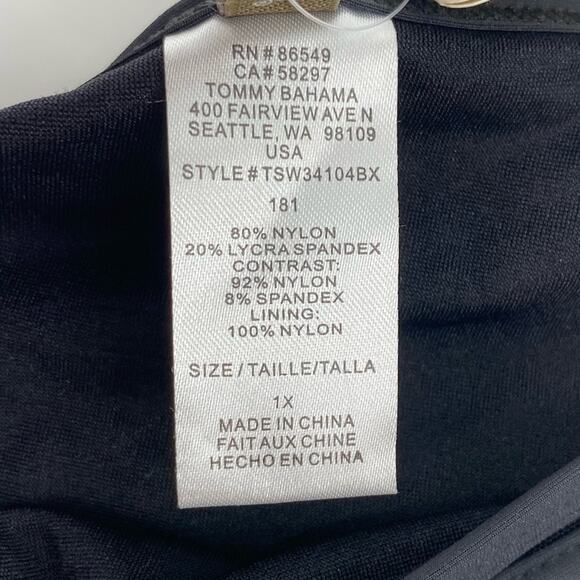 RN # 86549
CA # 58297
TOMMY BAHAMA
400 FAIRVIEW AVE N
SEATTLE, WA 98109
USA
STYLE # TSW34104BX
181
80% NYLON
20% LYCRA SPANDEX
CONTRAST:
92% NYLON
8% SPANDEX
LINING:
100% NYLON
SIZE / TAILLE/TALLA
1X
MADE IN CHINA
FAIT AUX CHINE
HECHO EN CHINA